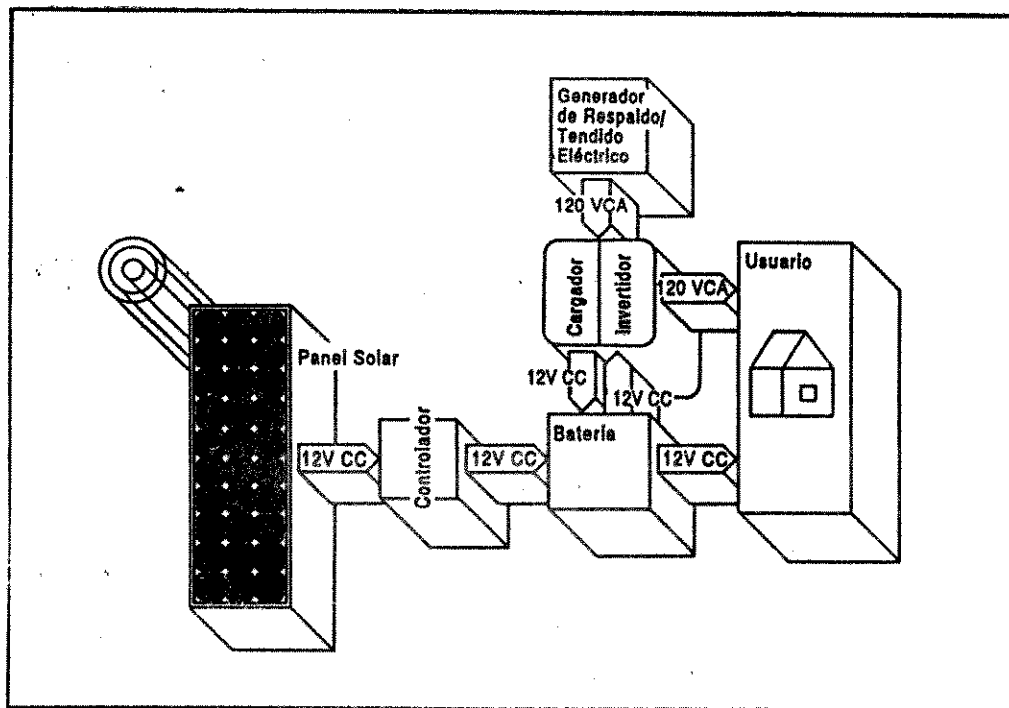 Generador
de Respaldo/
Tendido
Eléctrico
120 VCA
Cargador
Invertidor
120 VCA
Usuario
Panel Solar
12V CC
12V CC
12V CC
Controlador
12V CC
Batería
12V CC